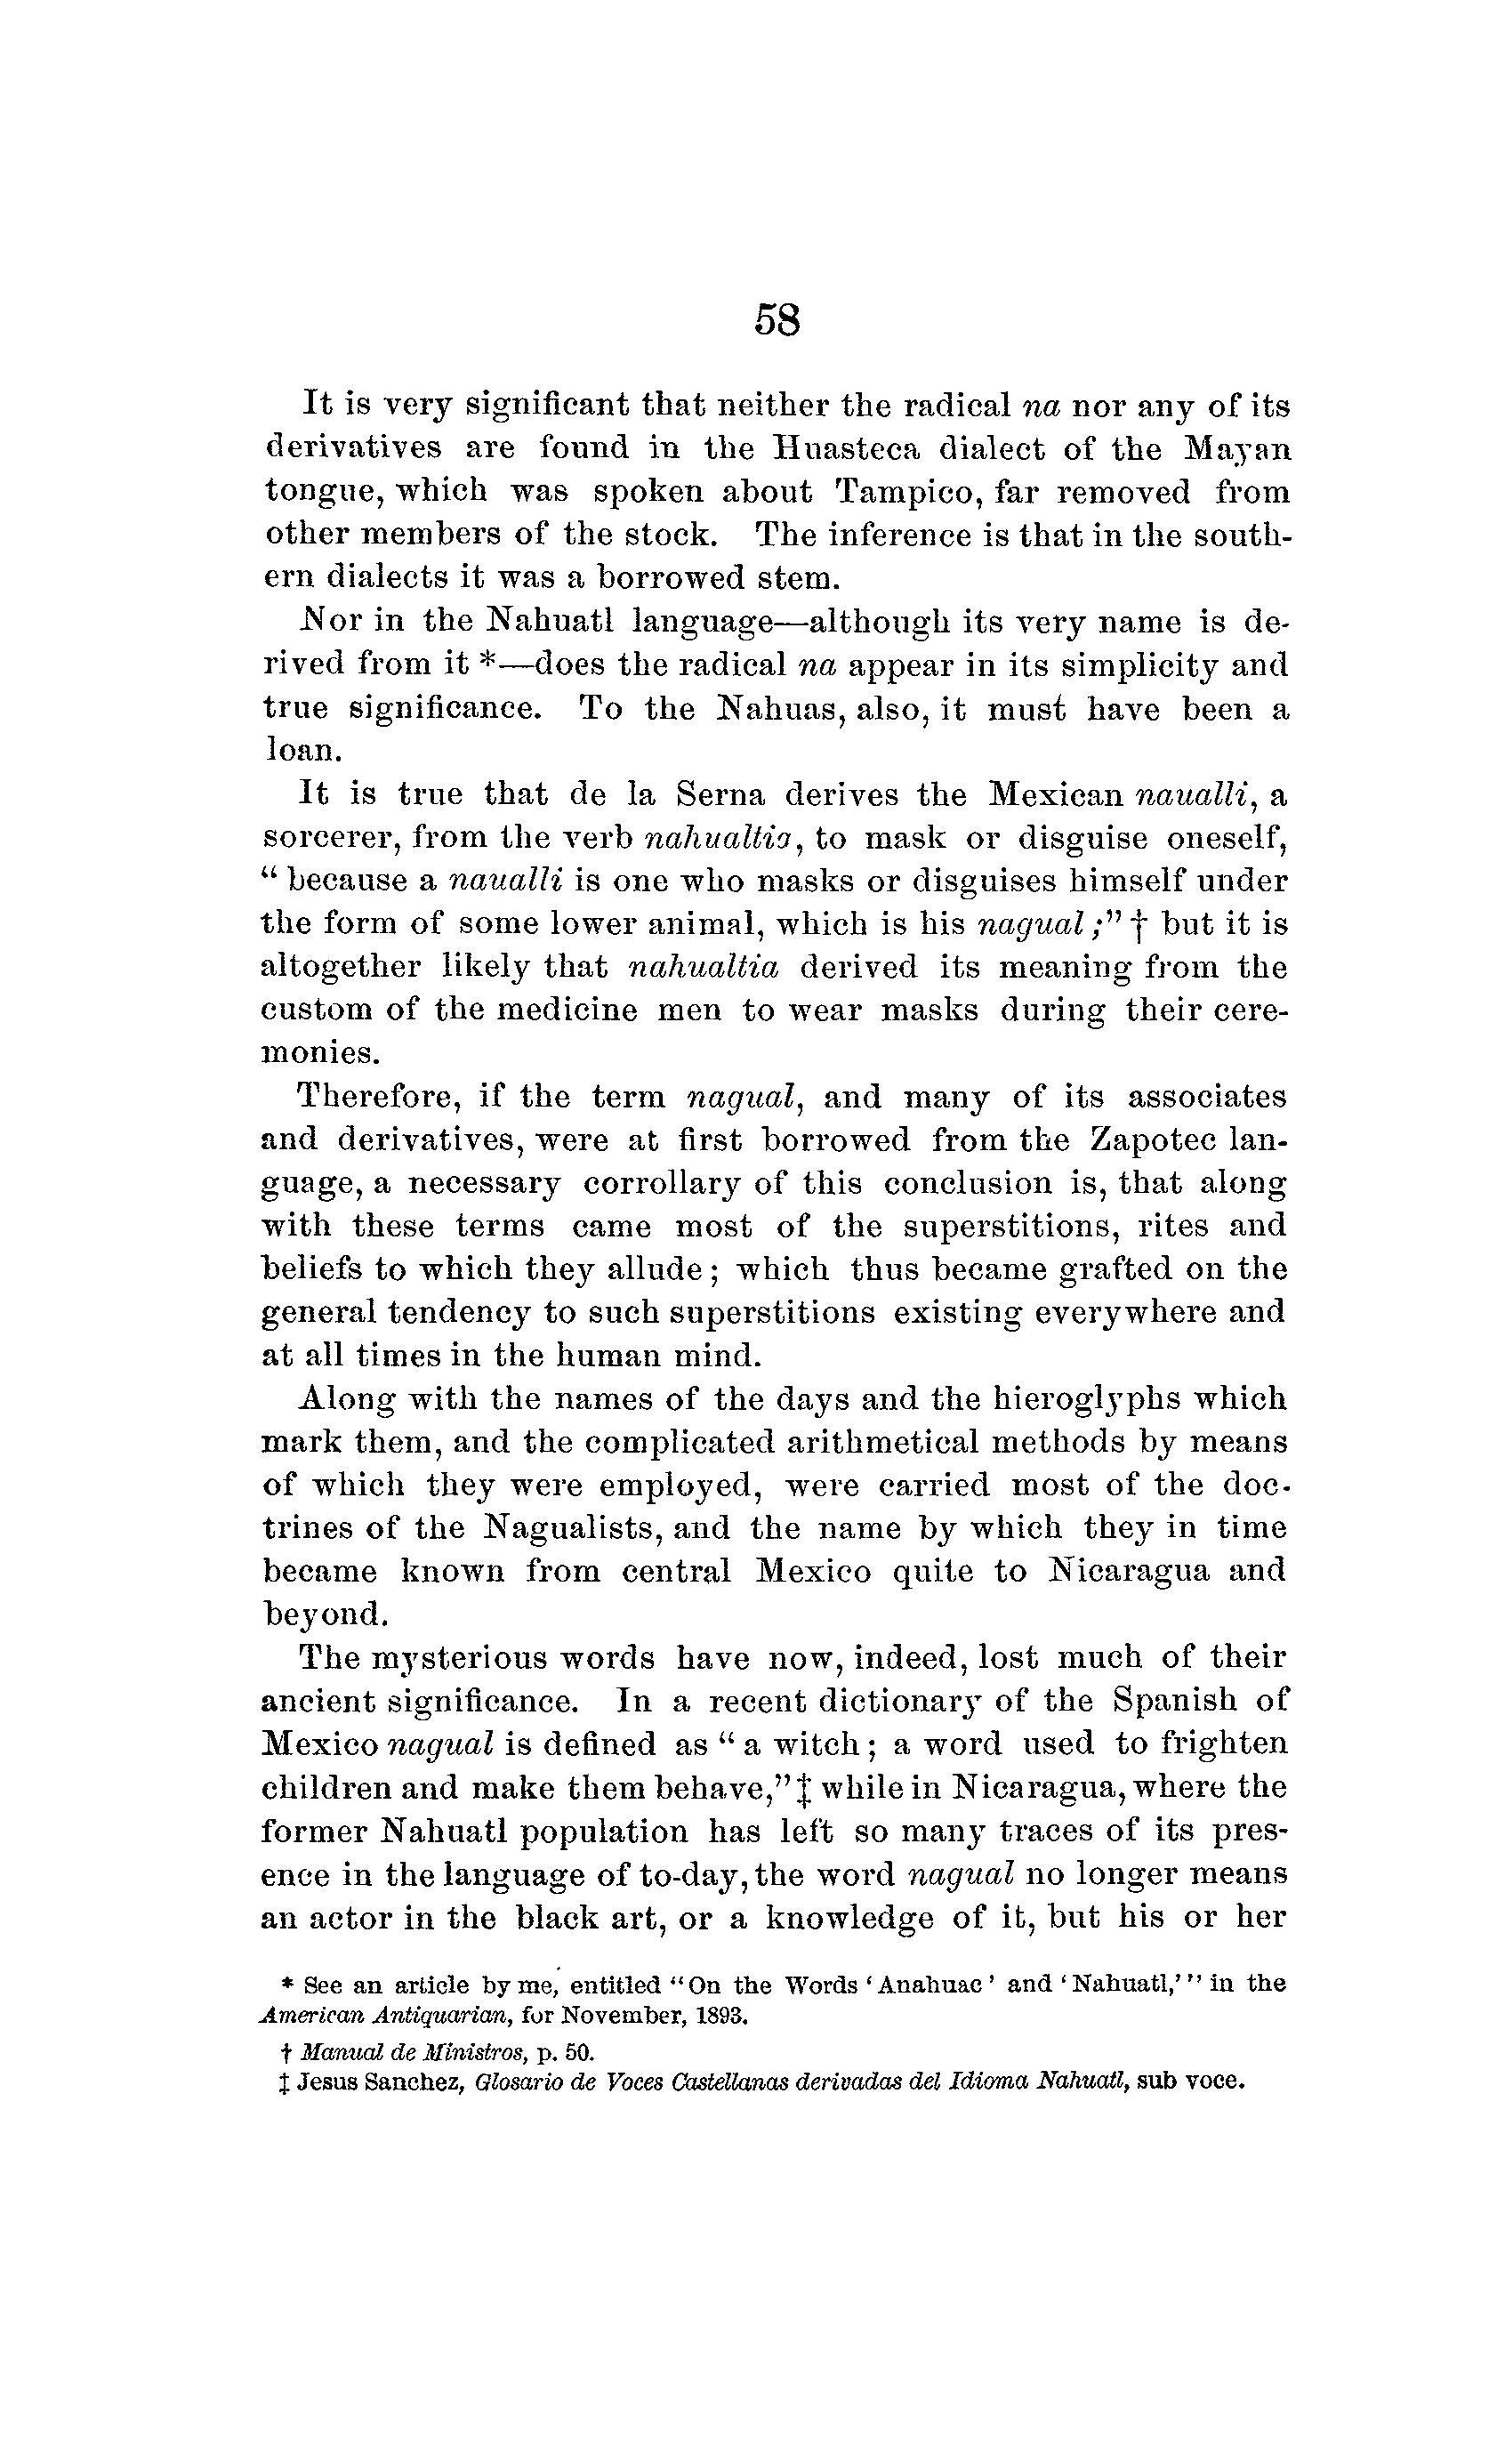 58
It is very significant that neither the radical na nor any of its
derivatives are found in the Huasteca dialect of the Mayan
tongue, which was spoken about Tampico, far removed from
other members of the stock. The inference is that in the south-
ern dialects it was a borrowed stem.
Nor in the Nahuatl language—although its very name is de-
rived from it *—does the radical na appear in its simplicity and
true significance. To the Nahuas, also, it must have been a
loan.
It is true that de la Serna derives the Mexican naualli, a
sorcerer, from the verb nahualtia, to mask or disguise oneself,
“because a naualli is one who masks or disguises himself under
the form of some lower animal, which is his nagual;” † but it is
altogether likely that nahualtia derived its meaning from the
custom of the medicine men to wear masks during their cere-
monies.
Therefore, if the term nagual, and many of its associates
and derivatives, were at first borrowed from the Zapotec lan-
guage, a necessary corrollary of this conclusion is, that along
with these terms came most of the superstitions, rites and
beliefs to which they allude; which thus became grafted on the
general tendency to such superstitions existing everywhere and
at all times in the human mind.
Along with the names of the days and the hieroglyphs which
mark them, and the complicated arithmetical methods by means
of which they were employed, were carried most of the doc-
trines of the Nagualists, and the name by which they in time
became known from central Mexico quite to Nicaragua and
beyond.
The mysterious words have now, indeed, lost much of their
ancient significance. In a recent dictionary of the Spanish of
Mexico nagual is defined as “a witch; a word used to frighten
children and make them behave,” ‡ while in Nicaragua, where the
former Nahuatl population has left so many traces of its pres-
ence in the language of to-day, the word nagual no longer means
an actor in the black art, or a knowledge of it, but his or her
* See an article by me, entitled “On the Words ‘Anahuac’ and ‘Nahuatl,’” in the
American Antiquarian, for November, 1893.
† Manual de Ministros, p. 50.
‡ Jesus Sanchez, Glosario de Voces Castellanas derivadas del Idioma Nahuatl, sub voce.